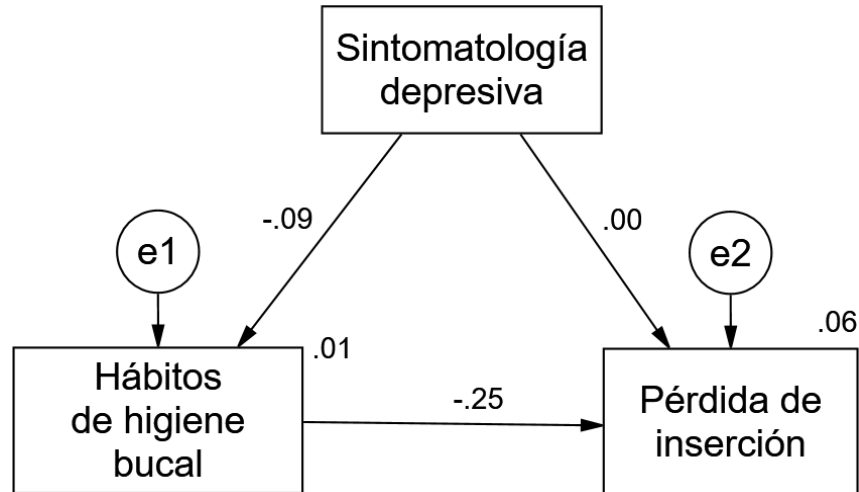 Sintomatología
depresiva
-.09
.00
e1
e2
.01
.06
Hábitos
de higiene
bucal
-.25
Pérdida de
inserción